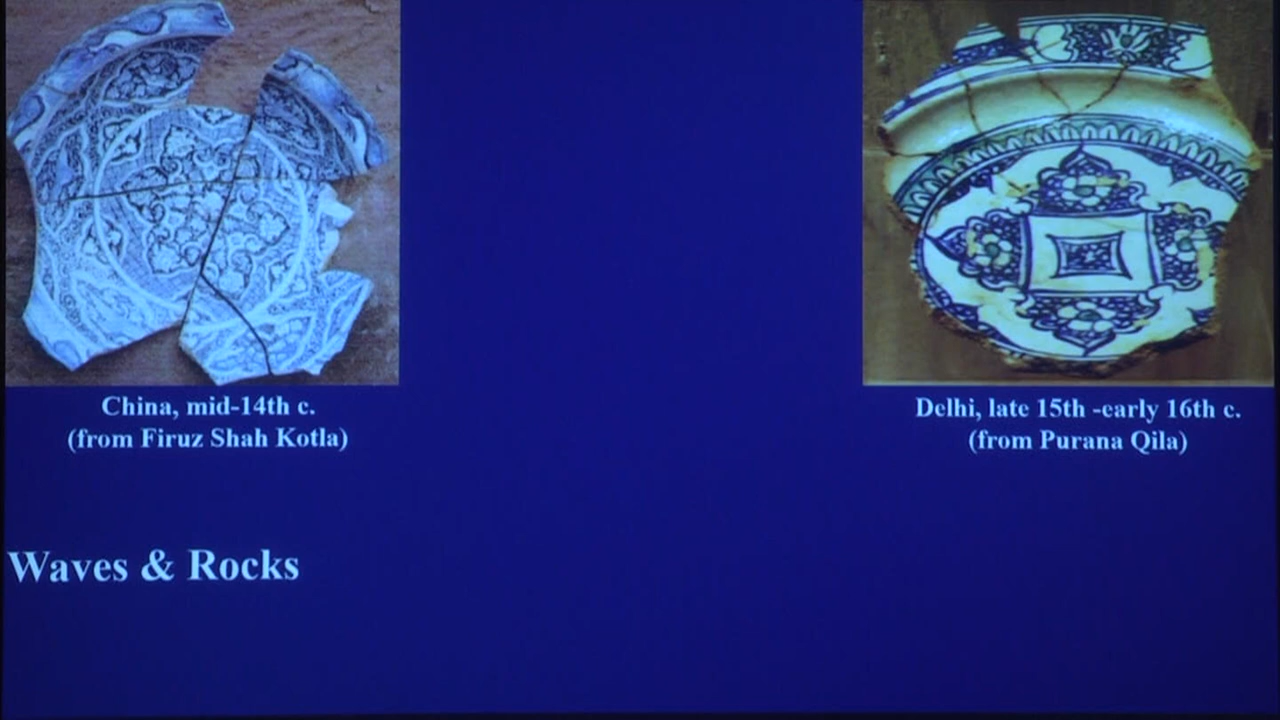 China, mid-14th c.
(from Firuz Shah Kotla)
Delhi, late 15th -early 16th c.
(from Purana Qila)
Waves & Rocks